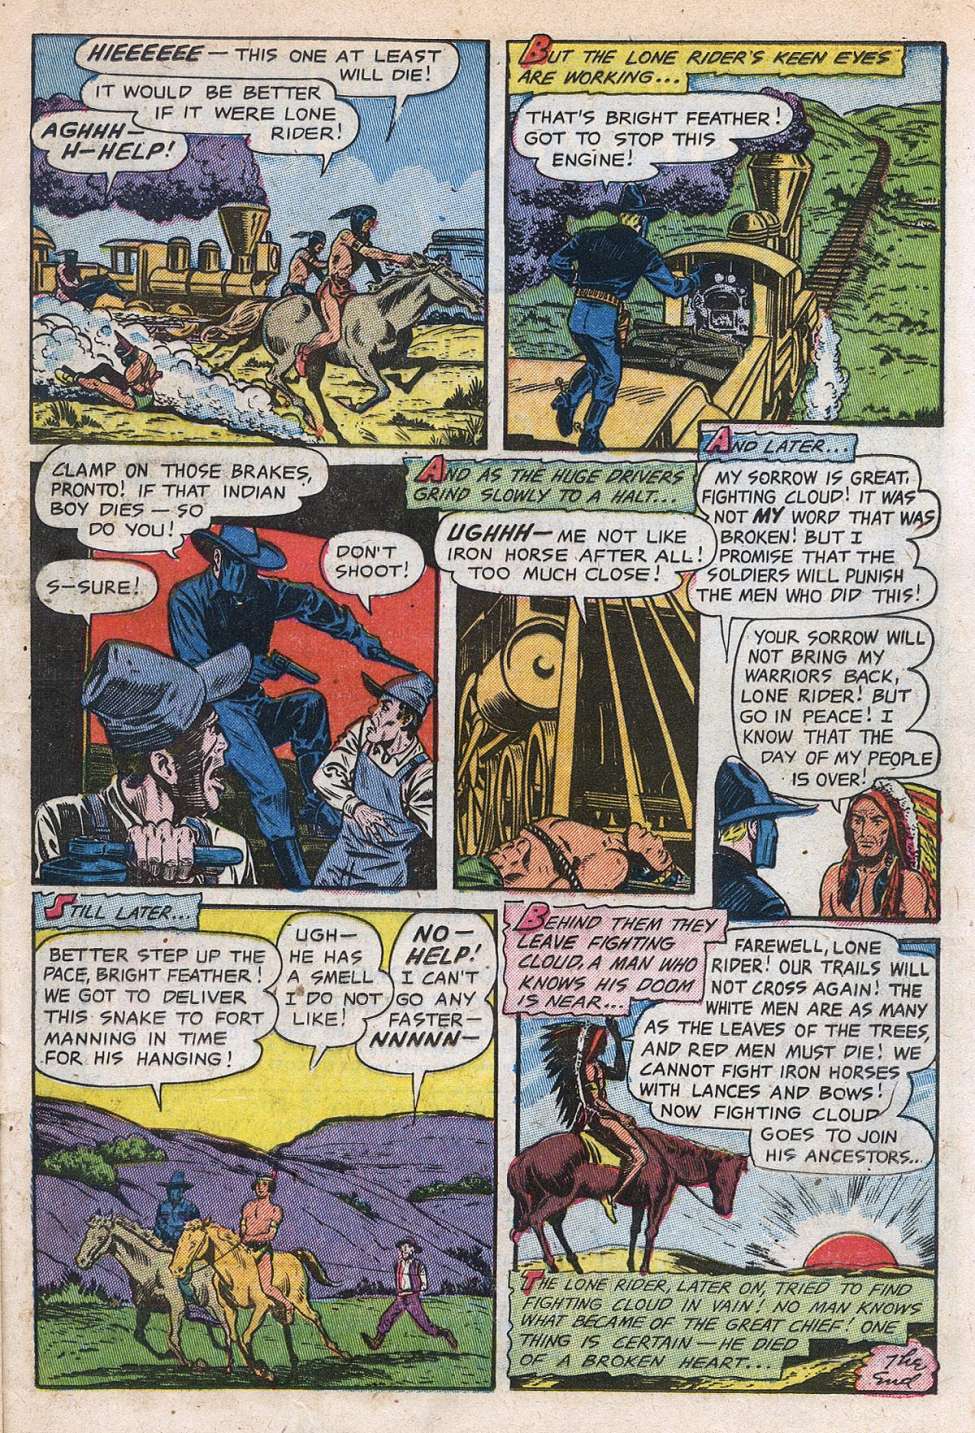 HIEEEEEE — THIS ONE AT LEAST
WILL DIE!
IT WOULD BE BETTER
IF IT WERE LONE
RIDER!
AGHHH—
H-HELP!
BUT THE LONE RIDER'S KEEN EYES
ARE WORKING...
THAT'S BRIGHT FEATHER!
GOT TO STOP THIS
ENGINE!
CLAMP ON THOSE BRAKES,
PRONTO! IF THAT INDIAN
BOY DIES — SO
DO YOU!
S-SURE!
DON'T
SHOOT!
AND AS THE HUGE DRIVERS
GRIND SLOWLY TO A HALT...
UGHHH— ME NOT LIKE
IRON HORSE AFTER ALL!
TOO MUCH CLOSE!
AND LATER...
MY SORROW IS GREAT,
FIGHTING CLOUD! IT WAS
NOT MY WORD THAT WAS
BROKEN! BUT I
PROMISE THAT THE
SOLDIERS WILL PUNISH
THE MEN WHO DID THIS!
YOUR SORROW WILL
NOT BRING MY
WARRIORS BACK,
LONE RIDER! BUT
GO IN PEACE! I
KNOW THAT THE
DAY OF MY PEOPLE
IS OVER!
STILL LATER...
BETTER STEP UP THE
PACE, BRIGHT FEATHER!
WE GOT TO DELIVER
THIS SNAKE TO FORT
MANNING IN TIME
FOR HIS HANGING!
UGH—
HE HAS
A SMELL
I DO NOT
LIKE!
NO—
HELP!
I CAN'T
GO ANY
FASTER—
NNNNN—
BEHIND THEM THEY
LEAVE FIGHTING
CLOUD, A MAN WHO
KNOWS HIS DOOM
IS NEAR...
FAREWELL, LONE
RIDER! OUR TRAILS WILL
NOT CROSS AGAIN! THE
WHITE MEN ARE AS MANY
AS THE LEAVES OF THE TREES,
AND RED MEN MUST DIE! WE
CANNOT FIGHT IRON HORSES
WITH LANCES AND BOWS!
NOW FIGHTING CLOUD
GOES TO JOIN
HIS ANCESTORS...
THE LONE RIDER, LATER ON, TRIED TO FIND
FIGHTING CLOUD IN VAIN! NO MAN KNOWS
WHAT BECAME OF THE GREAT CHIEF! ONE
THING IS CERTAIN — HE DIED
OF A BROKEN HEART....
The
End